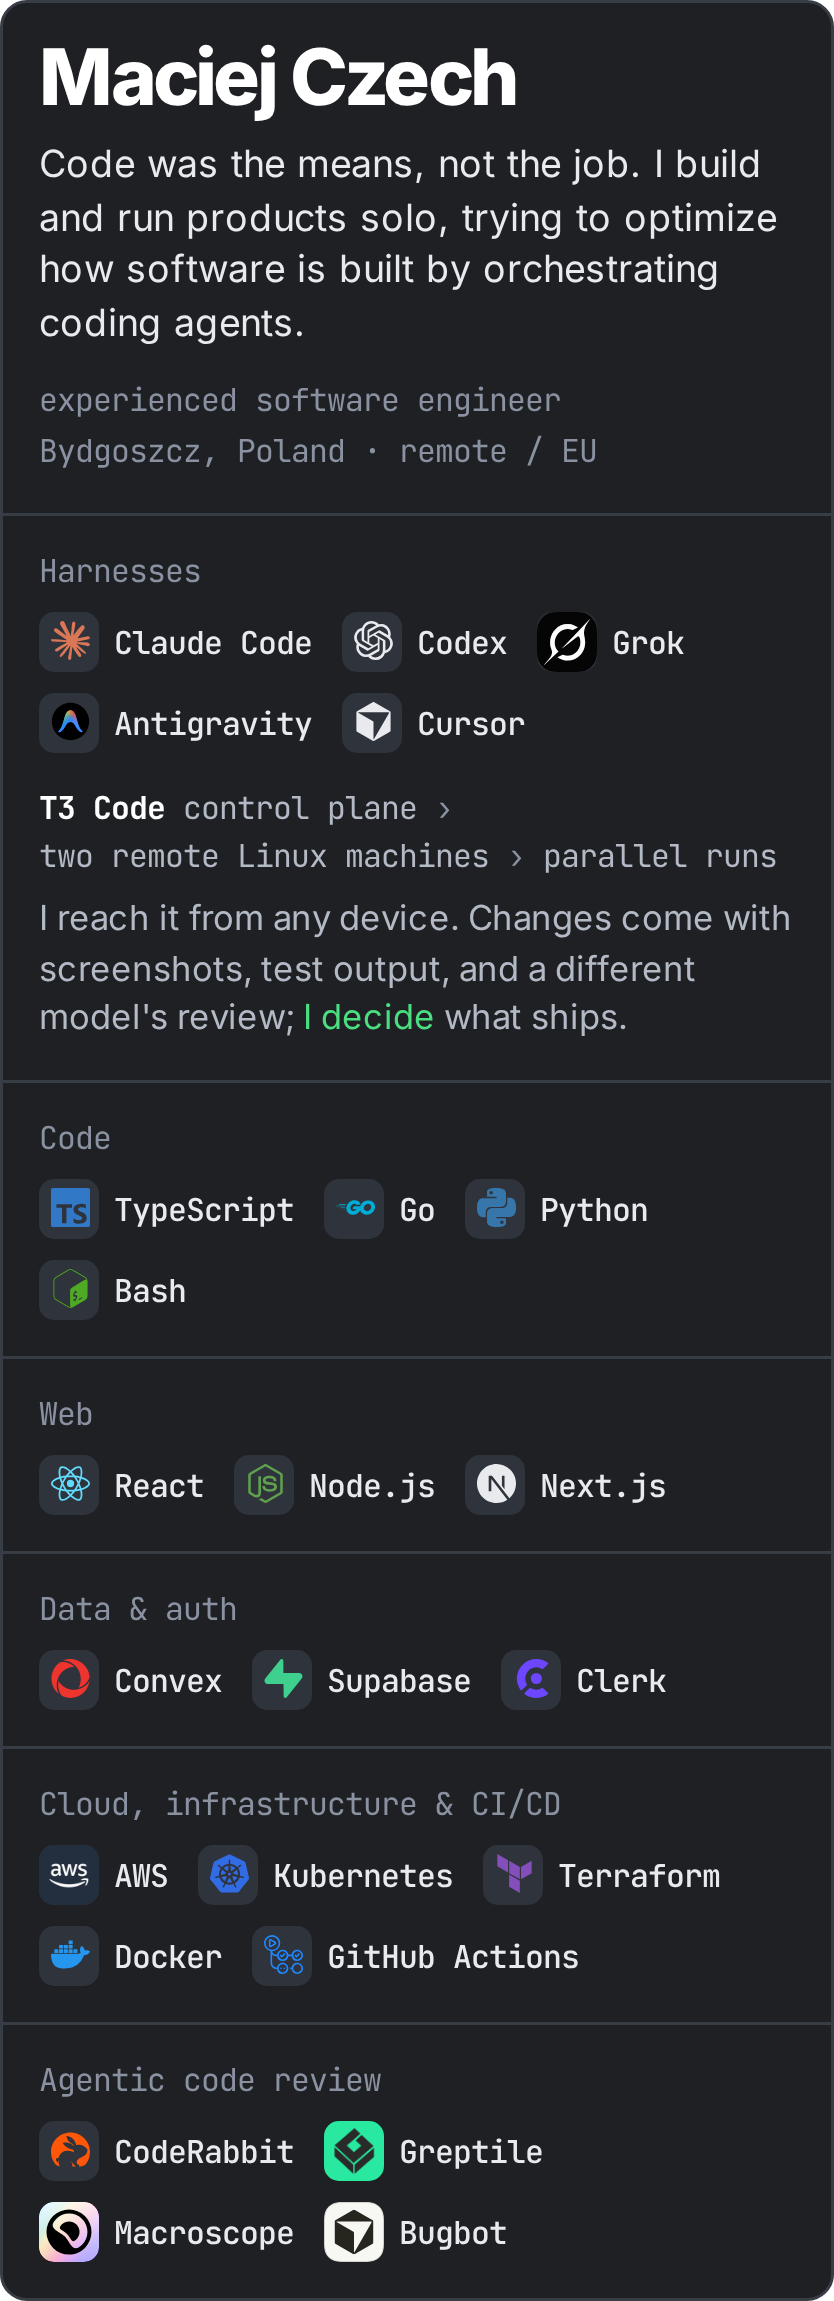 Maciej Czech
Code was the means, not the job. I build
and run products solo, trying to optimize
how software is built by orchestrating
coding agents.
experienced software engineer
Bydgoszcz, Poland · remote / EU
Harnesses
Claude Code Codex Grok
Antigravity Cursor
T3 Code control plane ›
two remote Linux machines › parallel runs
I reach it from any device. Changes come with
screenshots, test output, and a different
model's review; I decide what ships.
Code
TS TypeScript GO Go Python
Bash
Web
React JS Node.js N Next.js
Data & auth
Convex Supabase Clerk
Cloud, infrastructure & CI/CD
aws AWS Kubernetes Terraform
Docker GitHub Actions
Agentic code review
CodeRabbit Greptile
Macroscope Bugbot